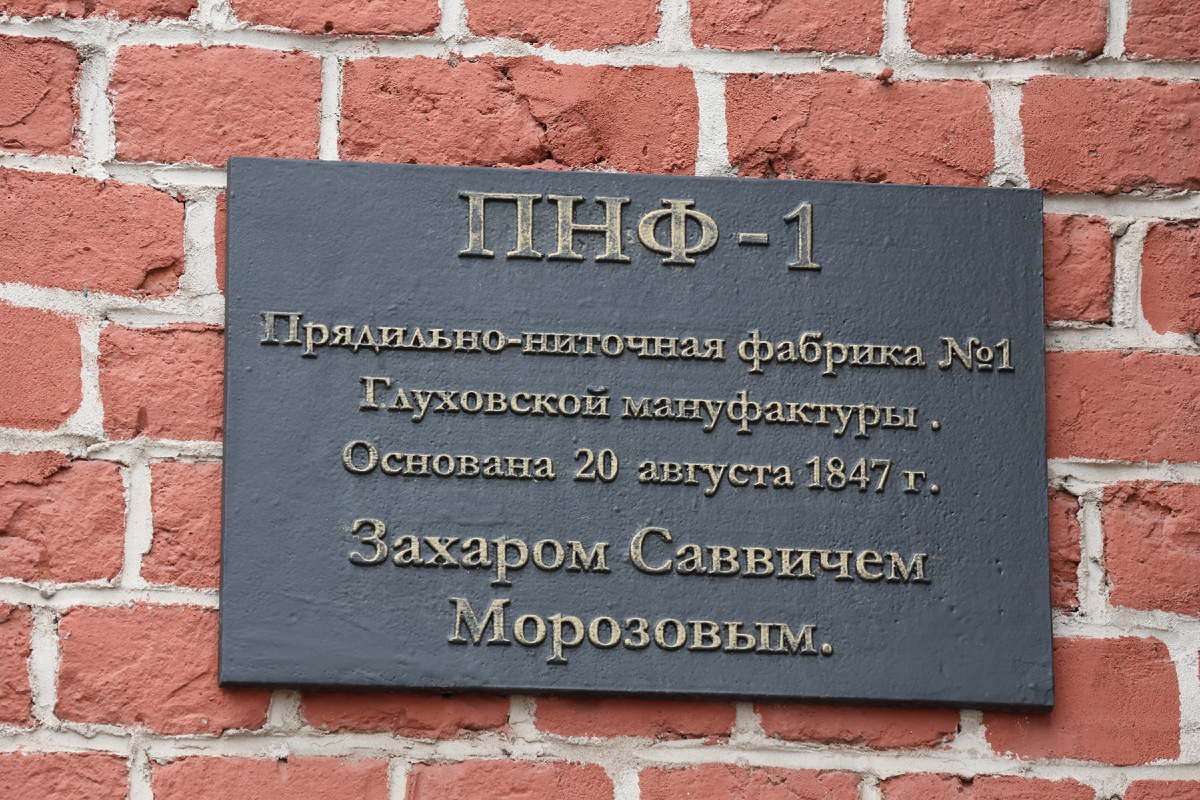 ПНФ - 1
Прядильно-ниточная фабрика №1
Глуховской мануфактуры .
Основана 20 августа 1847 г.
Захаром Саввичем
Морозовым.